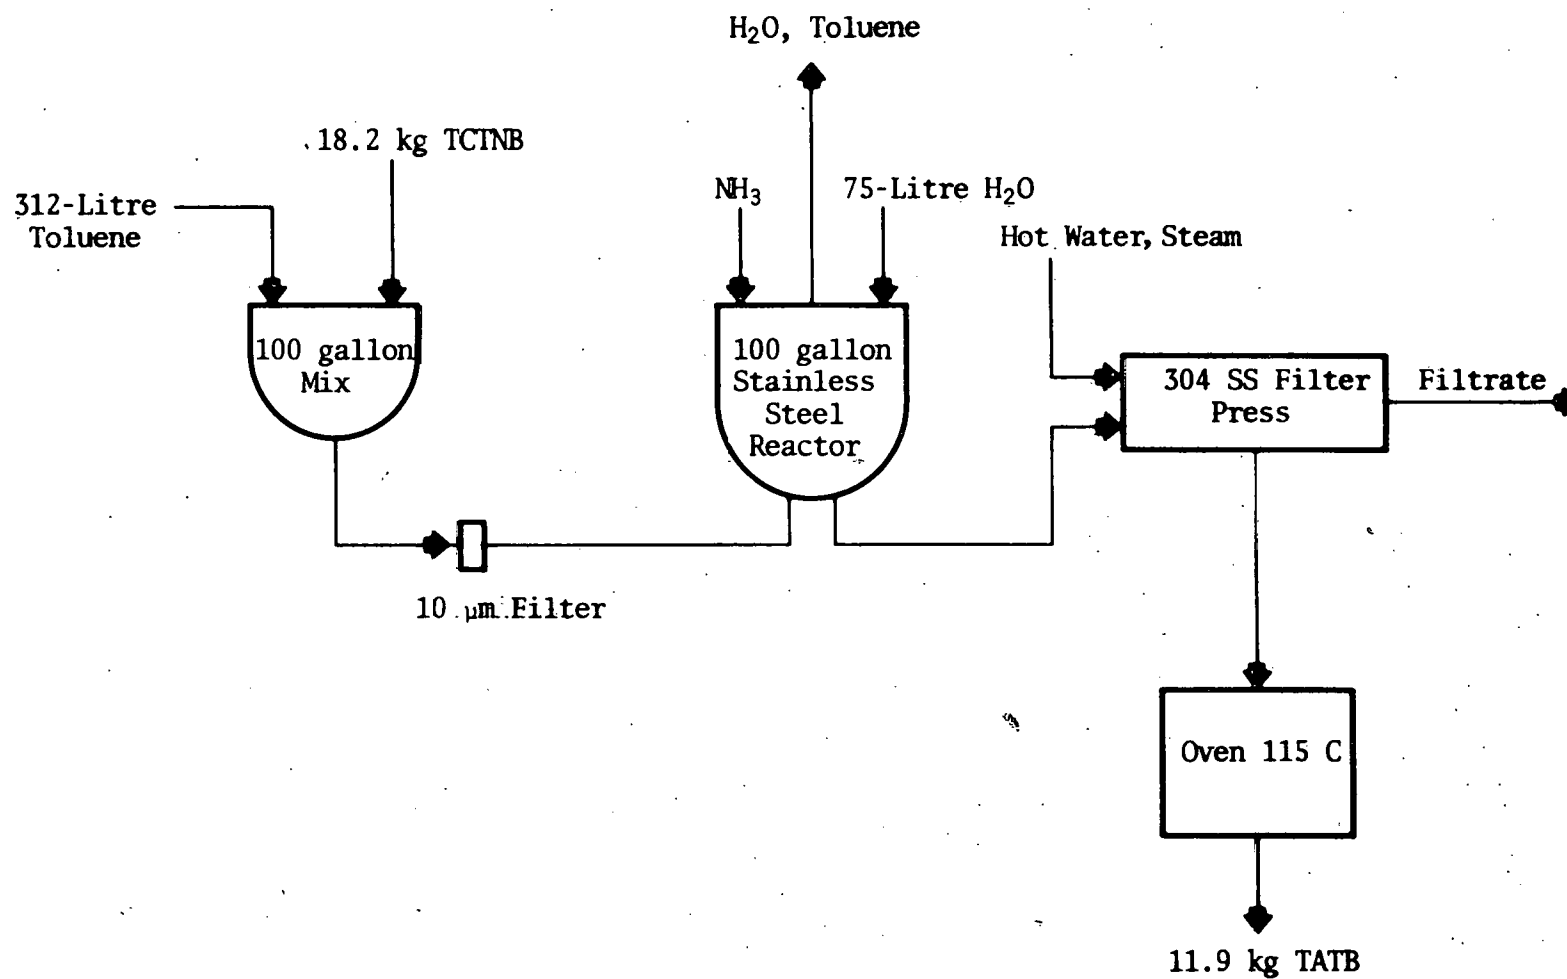 H₂O, Toluene
18.2 kg TCTNB
312-Litre
Toluene
NH₃
75-Litre H₂O
Hot Water, Steam
100 gallon
Mix
100 gallon
Stainless
Steel
Reactor
304 SS Filter
Press
Filtrate
10 μm Filter
Oven 115 C
11.9 kg TATB